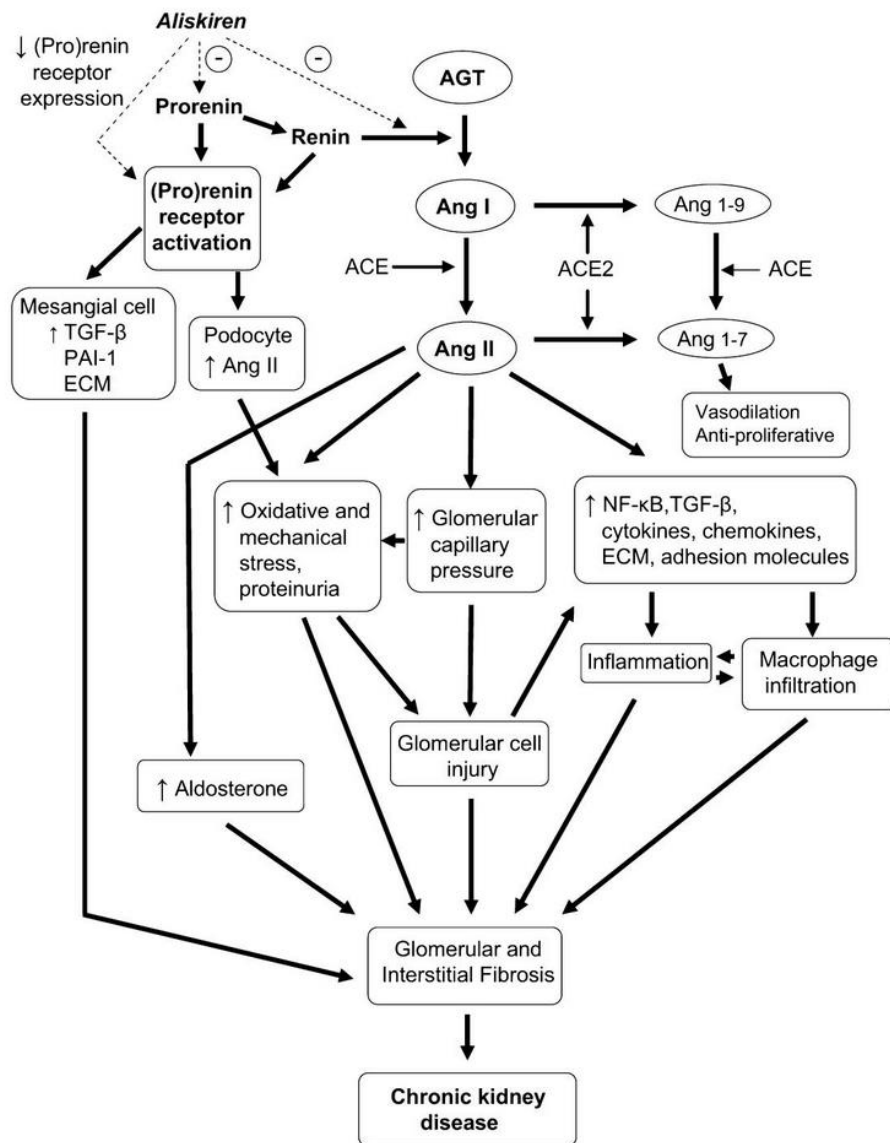 Aliskiren
↓ (Pro)renin
receptor
expression
−
−
Prorenin
Renin
AGT
(Pro)renin
receptor
activation
Ang I
Ang 1-9
ACE
ACE2
ACE
Mesangial cell
↑ TGF-β
PAI-1
ECM
Podocyte
↑ Ang II
Ang II
Ang 1-7
Vasodilation
Anti-proliferative
↑ Oxidative and
mechanical
stress,
proteinuria
↑ Glomerular
capillary
pressure
↑ NF-κB,TGF-β,
cytokines, chemokines,
ECM, adhesion molecules
Inflammation
Macrophage
infiltration
Glomerular cell
injury
↑ Aldosterone
Glomerular and
Interstitial Fibrosis
Chronic kidney
disease